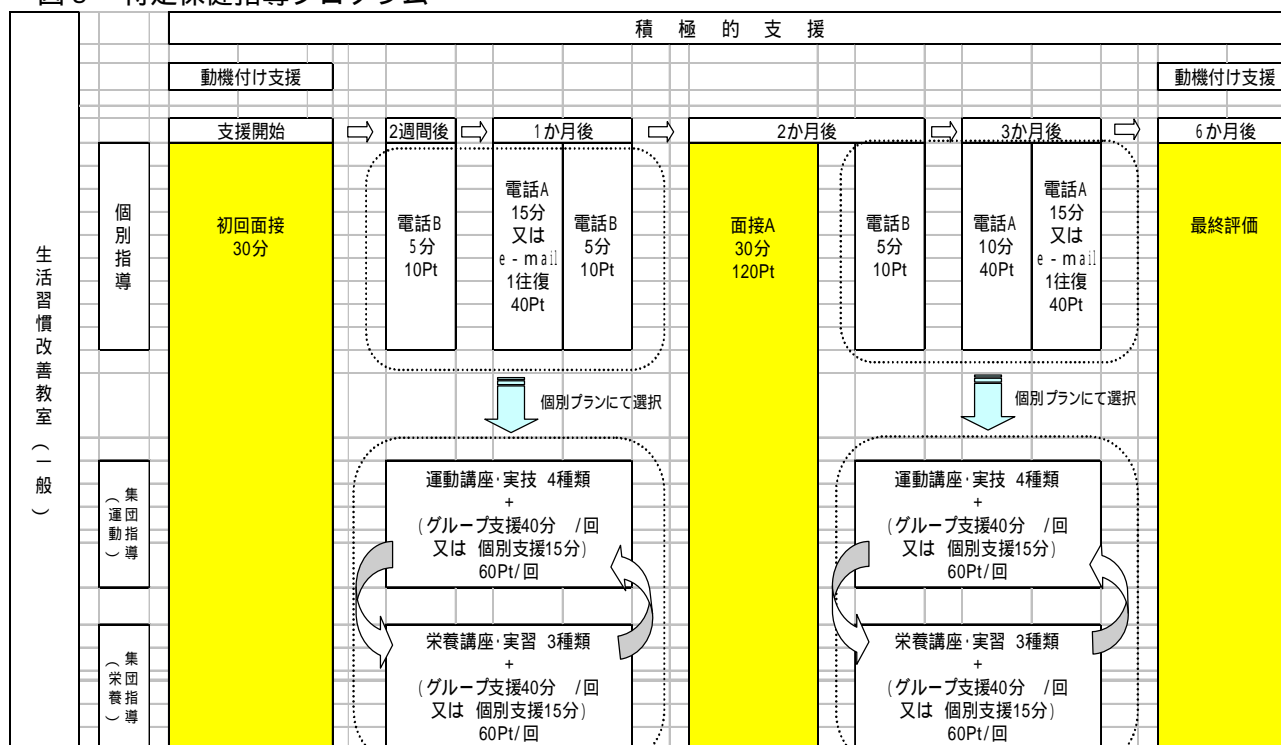 積極的支援
動機付け支援
動機付け支援
支援開始
2週間後
1か月後
2か月後
3か月後
6か月後
生活習慣改善教室(一般)
個別指導
初回面接
30分
電話B
5分
10Pt
電話A
15分
又は
e-mail
1往復
40Pt
電話B
5分
10Pt
面接A
30分
120Pt
電話B
5分
10Pt
電話A
10分
40Pt
電話A
15分
又は
e-mail
1往復
40Pt
最終評価
個別プランにて選択
個別プランにて選択
集団指導
(運動)
運動講座・実技 4種類
+
(グループ支援40分 /回
又は 個別支援15分)
60Pt/回
運動講座・実技 4種類
+
(グループ支援40分 /回
又は 個別支援15分)
60Pt/回
集団指導
(栄養)
栄養講座・実習 3種類
+
(グループ支援40分 /回
又は 個別支援15分)
60Pt/回
栄養講座・実習 3種類
+
(グループ支援40分 /回
又は 個別支援15分)
60Pt/回